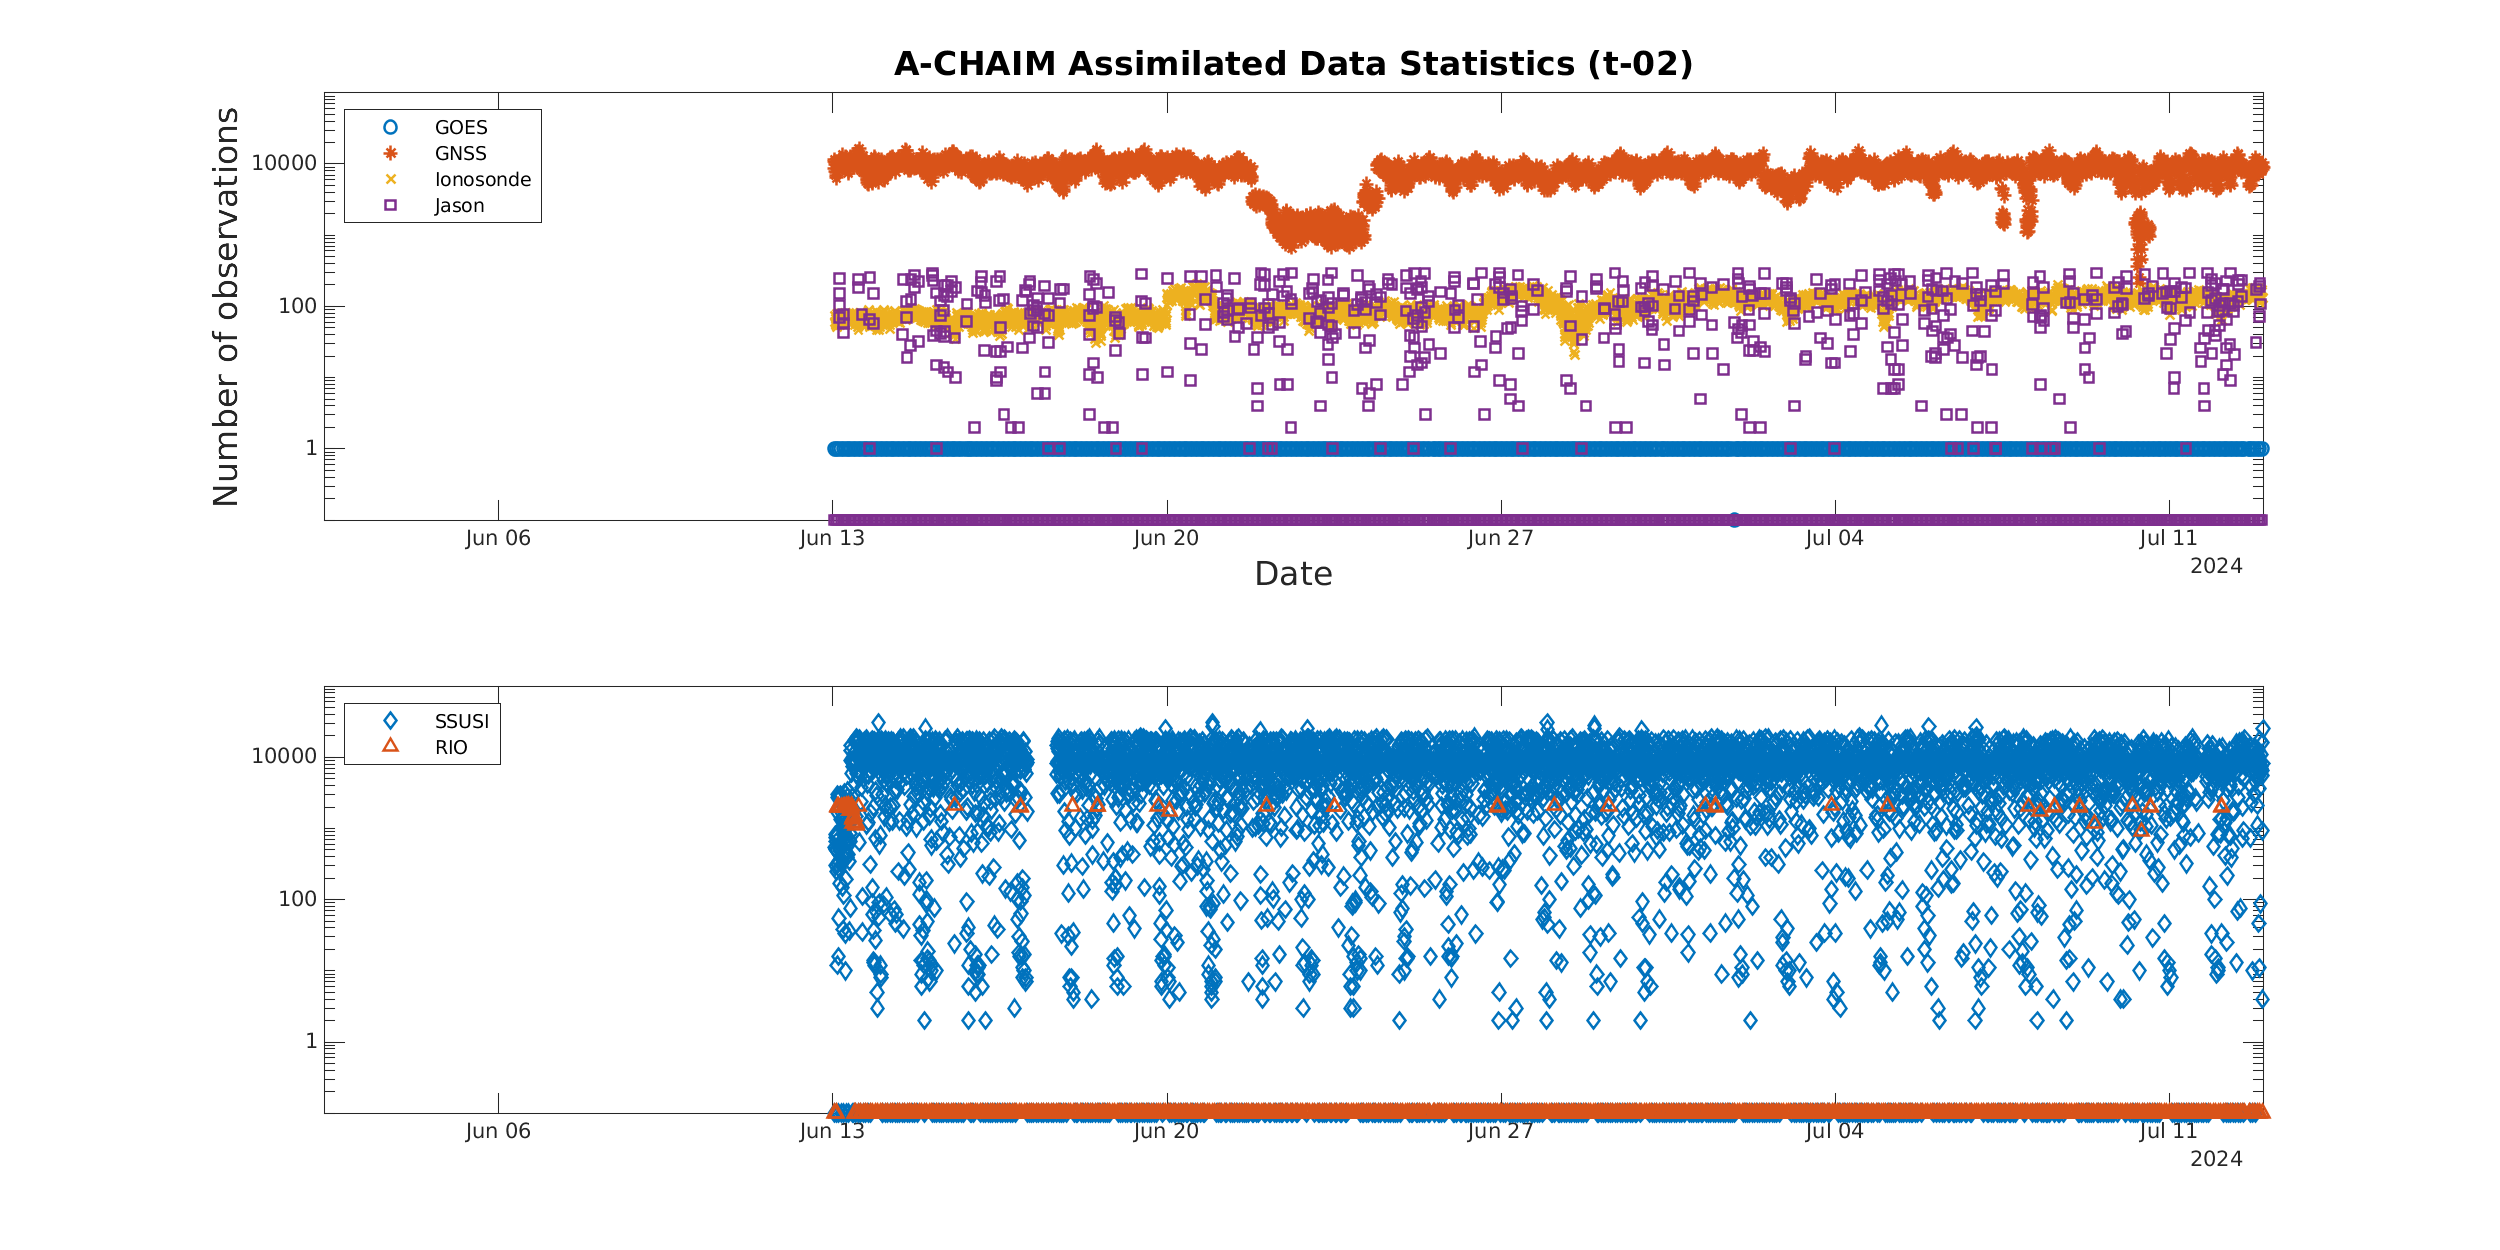 A-CHAIM Assimilated Data Statistics (t-02)
Number of observations
10000
100
1
GOES
GNSS
Ionosonde
Jason
Jun 06
Jun 13
Jun 20
Jun 27
Jul 04
Jul 11
2024
Date
10000
100
1
SSUSI
RIO
Jun 06
Jun 13
Jun 20
Jun 27
Jul 04
Jul 11
2024